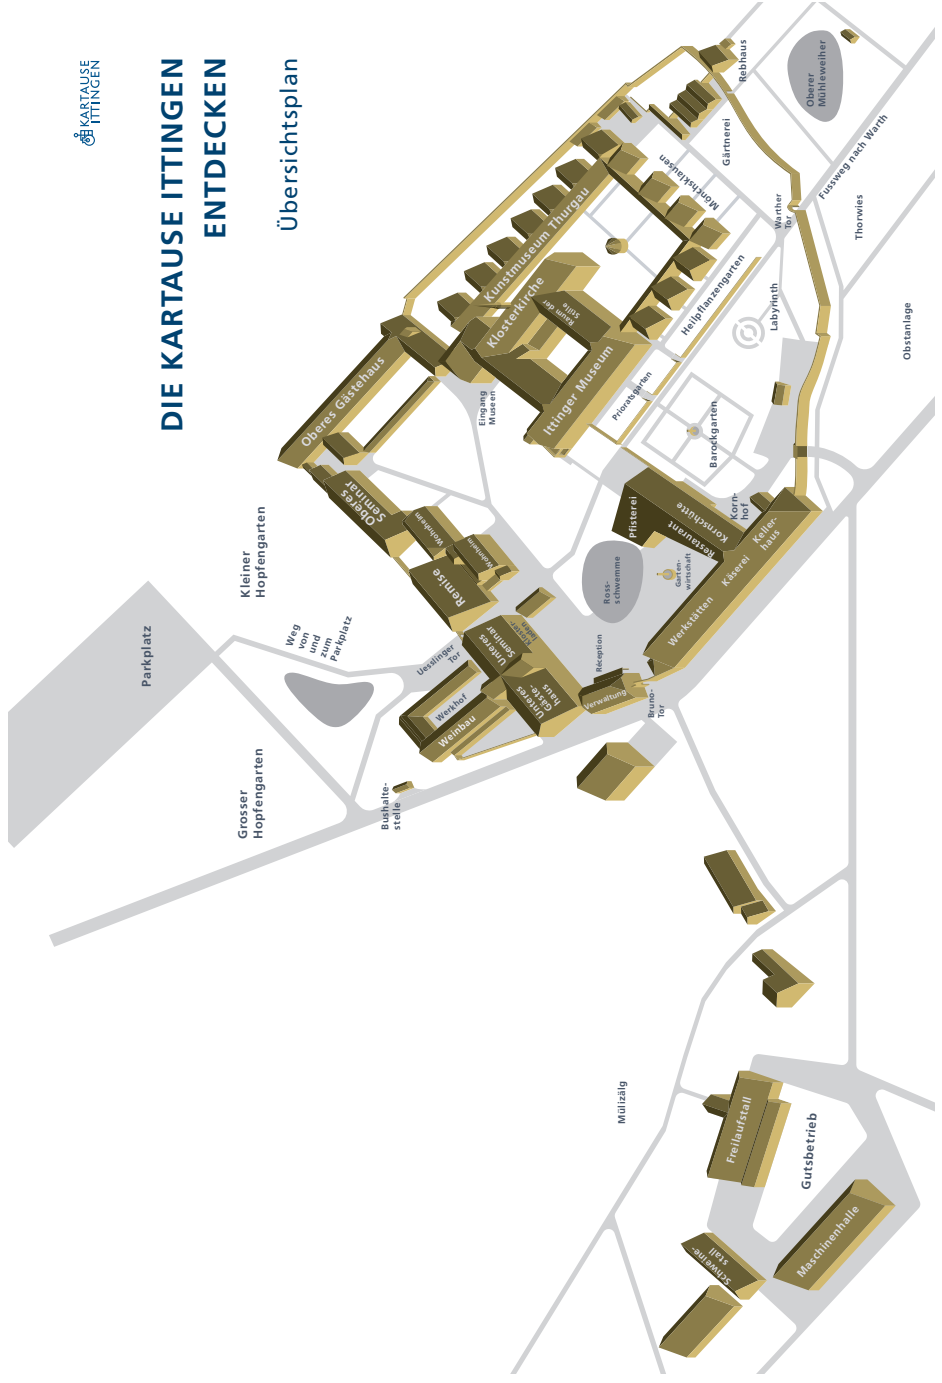 KARTAUSE
ITTINGEN
DIE KARTAUSE ITTINGEN
ENTDECKEN
Übersichtsplan
Parkplatz
Kleiner
Hopfengarten
Grosser
Hopfengarten
Weg
von
und
zum
Parkplatz
Bushalte-
stelle
Uesslinger
Tor
Werkhof
Weinbau
Oberes Gästehaus
Oberes
Seminar
Wohnheim
Wohnheim
Remise
Unteres
Seminar
Kloster-
laden
Unteres
Gäste-
haus
Verwaltung
Réception
Bruno-
Tor
Ross-
schwemme
Garten-
wirtschaft
Pfisterei
Restaurant
Kornschütte
Korn-
hof
Keller-
haus
Käserei
Werkstätten
Eingang
Museen
Kunstmuseum Thurgau
Klosterkirche
Raum der
Stille
Ittinger Museum
Mönchsklausen
Prioratsgarten
Heilpflanzengarten
Barockgarten
Labyrinth
Warther
Tor
Gärtnerei
Rebhaus
Oberer
Mühleweiher
Fussweg nach Warth
Thorwies
Obstanlage
Mülizälg
Freilaufstall
Gutsbetrieb
Schweine-
stall
Maschinenhalle